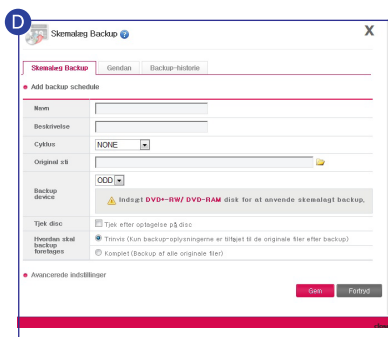 D
Skemalæg Backup
X
Skemalæg Backup Gendan Backup-historie
Add backup schedule
Navn
Beskrivelse
Cyklus NONE
Original sti
Backup device ODD
Indsæt DVD+-RW/ DVD-RAM disk for at anvende skemalagt backup.
Tjek disc Tjek efter optagelse på disc
Hvordan skal backup foretages
Trinvis (Kun backup-oplysningerne er tilføjet til de originale filer efter backup)
Komplet (Backup af alle originale filer)
Avancerede indstillinger
Gem Fortryd